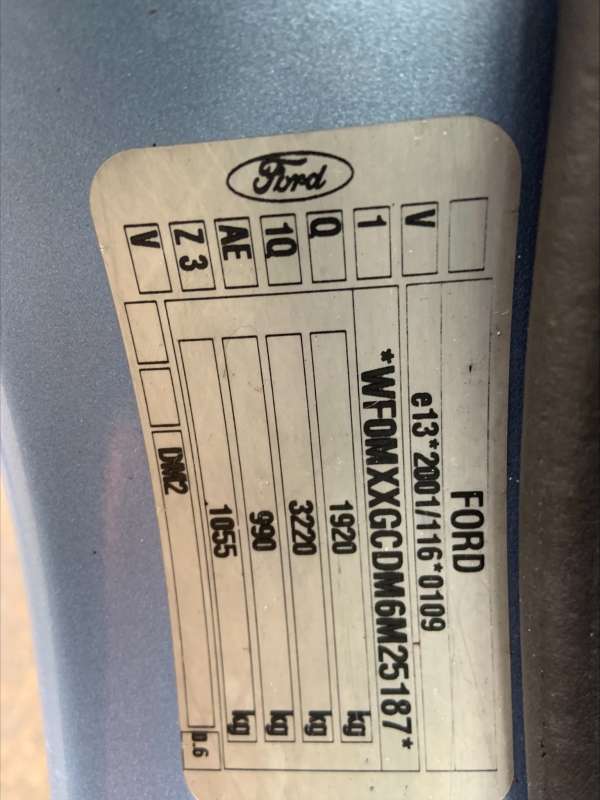 Ford
FORD
e13*2001/116*0109
*WF0MXXGCDM6M25187*
1920 kg
3220 kg
990 kg
1055 kg
DM2
D.6
V
1
Q
1Q
AE
Z 3
V